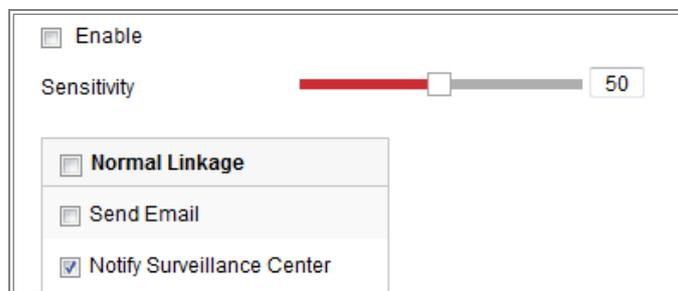 Enable
Sensitivity 50
Normal Linkage
Send Email
Notify Surveillance Center